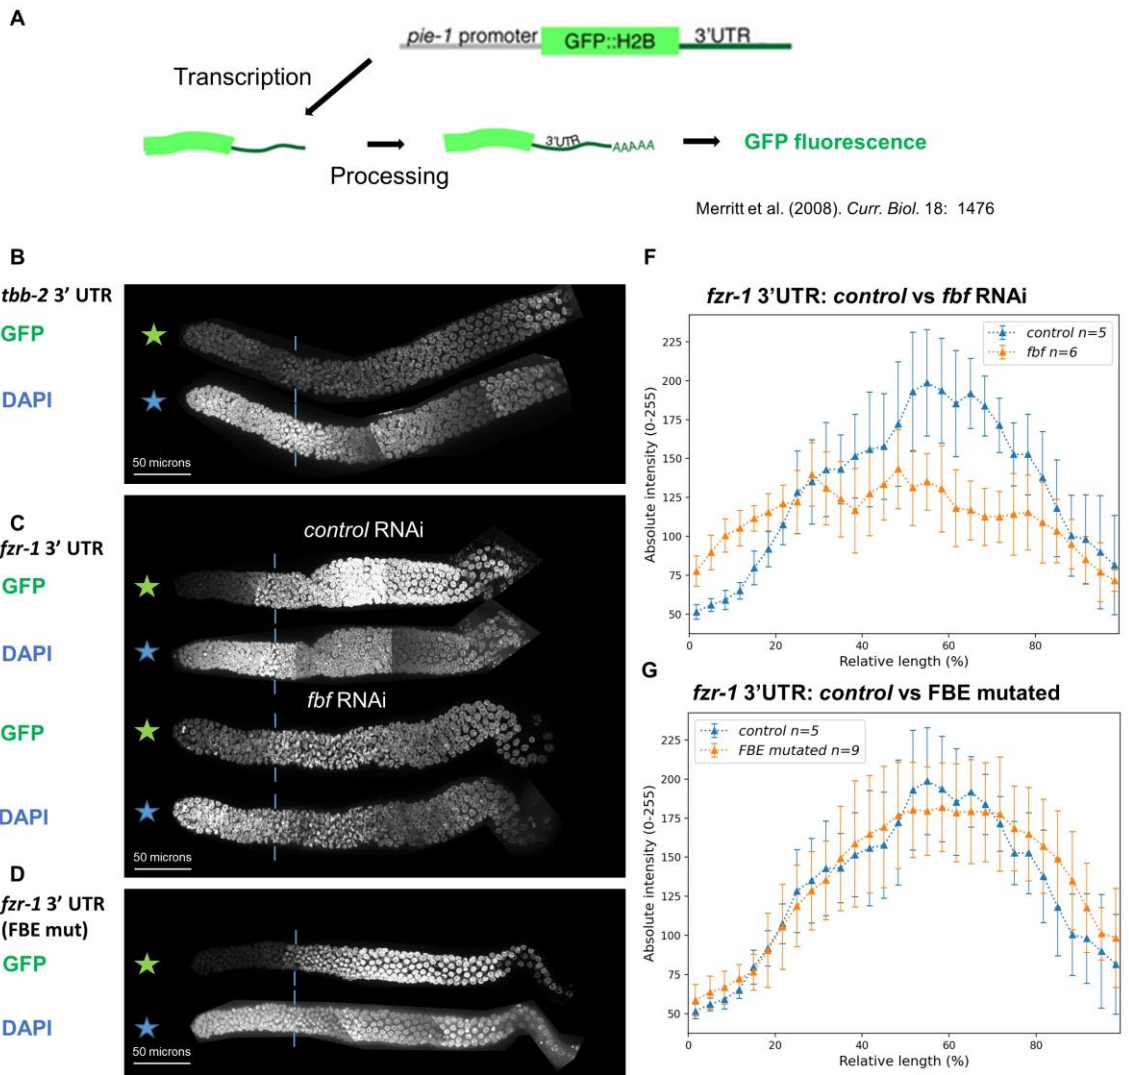 A
pie-1 promoter GFP::H2B 3'UTR
Transcription
3'UTR AAAAA
GFP fluorescence
Processing
Merritt et al. (2008). Curr. Biol. 18: 1476
B
tbb-2 3' UTR
GFP
DAPI
50 microns
C
fzr-1 3' UTR
control RNAi
GFP
DAPI
fbf RNAi
GFP
DAPI
50 microns
D
fzr-1 3' UTR
(FBE mut)
GFP
DAPI
50 microns
F
fzr-1 3'UTR: control vs fbf RNAi
control n=5
fbf n=6
Absolute intensity (0-255)
225
200
175
150
125
100
75
50
0 20 40 60 80
Relative length (%)
G
fzr-1 3'UTR: control vs FBE mutated
control n=5
FBE mutated n=9
Absolute intensity (0-255)
225
200
175
150
125
100
75
50
0 20 40 60 80
Relative length (%)